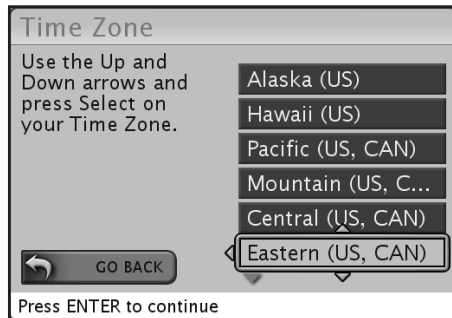 Time Zone
Use the Up and
Down arrows and
press Select on
your Time Zone.
Alaska (US)
Hawaii (US)
Pacific (US, CAN)
Mountain (US, C...
Central (US, CAN)
Eastern (US, CAN)
GO BACK
Press ENTER to continue